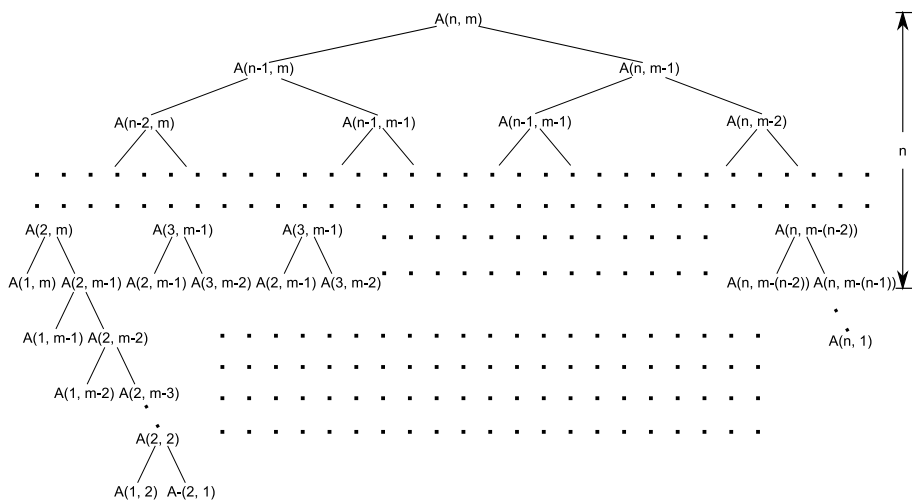 A(n, m)
A(n-1, m) A(n, m-1)
A(n-2, m) A(n-1, m-1) A(n-1, m-1) A(n, m-2)
n
A(2, m) A(3, m-1) A(3, m-1) A(n, m-(n-2))
A(1, m) A(2, m-1) A(2, m-1) A(3, m-2) A(2, m-1) A(3, m-2) A(n, m-(n-2)) A(n, m-(n-1))
A(1, m-1) A(2, m-2) A(n, 1)
A(1, m-2) A(2, m-3)
A(2, 2)
A(1, 2) A-(2, 1)